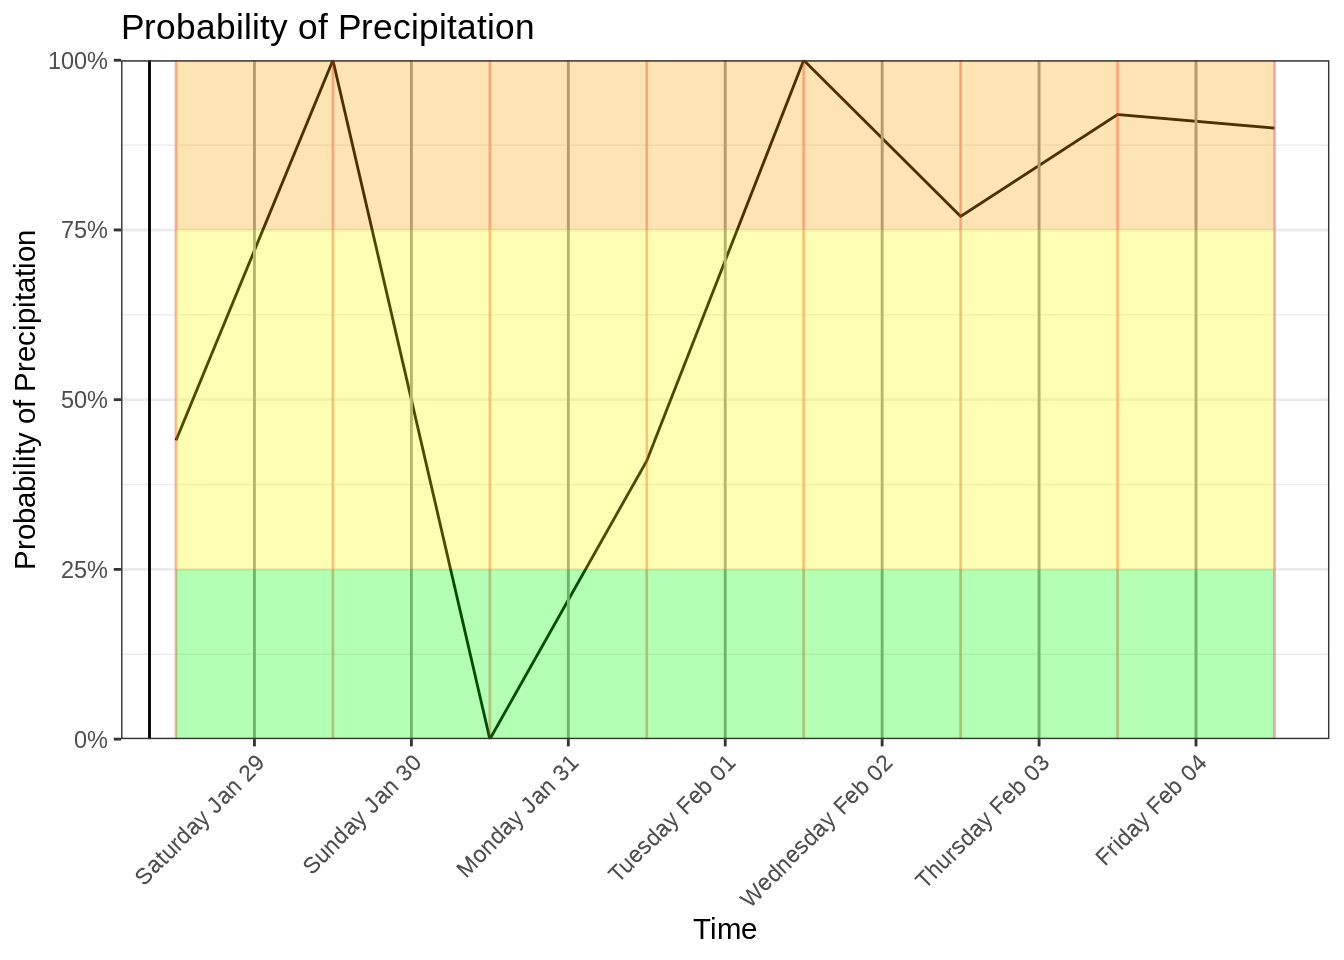 Probability of Precipitation
Probability of Precipitation
100%
75%
50%
25%
0%
Saturday Jan 29
Sunday Jan 30
Monday Jan 31
Tuesday Feb 01
Wednesday Feb 02
Thursday Feb 03
Friday Feb 04
Time